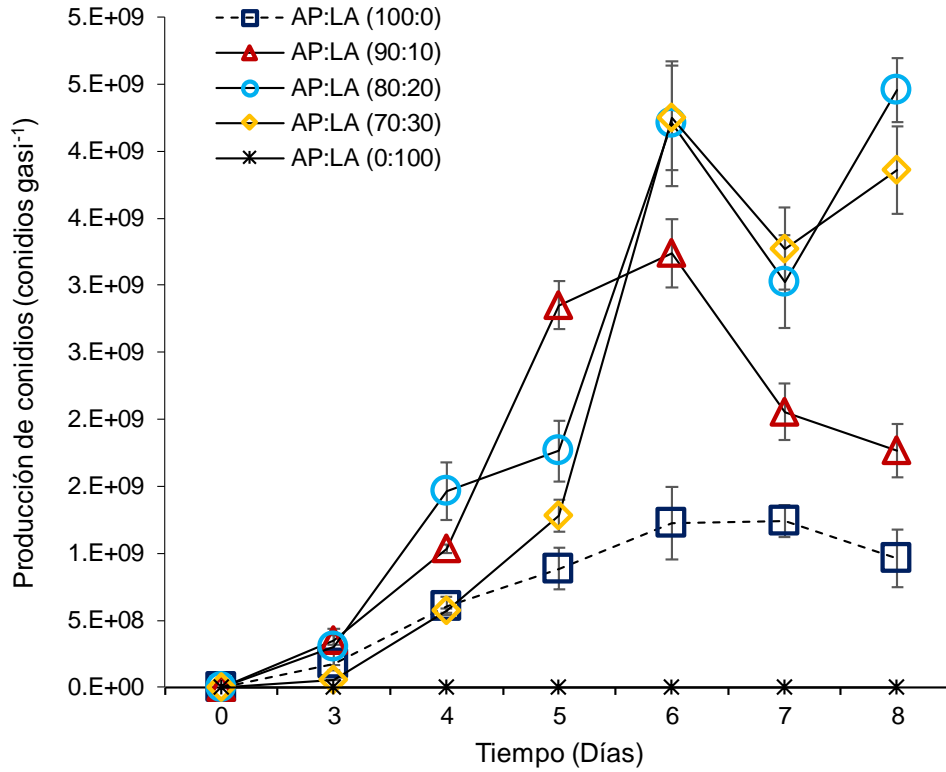 5.E+09
5.E+09
4.E+09
4.E+09
3.E+09
3.E+09
2.E+09
2.E+09
1.E+09
5.E+08
0.E+00
Producción de conidios (conidios gasi-1)
AP:LA (100:0)
AP:LA (90:10)
AP:LA (80:20)
AP:LA (70:30)
AP:LA (0:100)
0 3 4 5 6 7 8
Tiempo (Días)